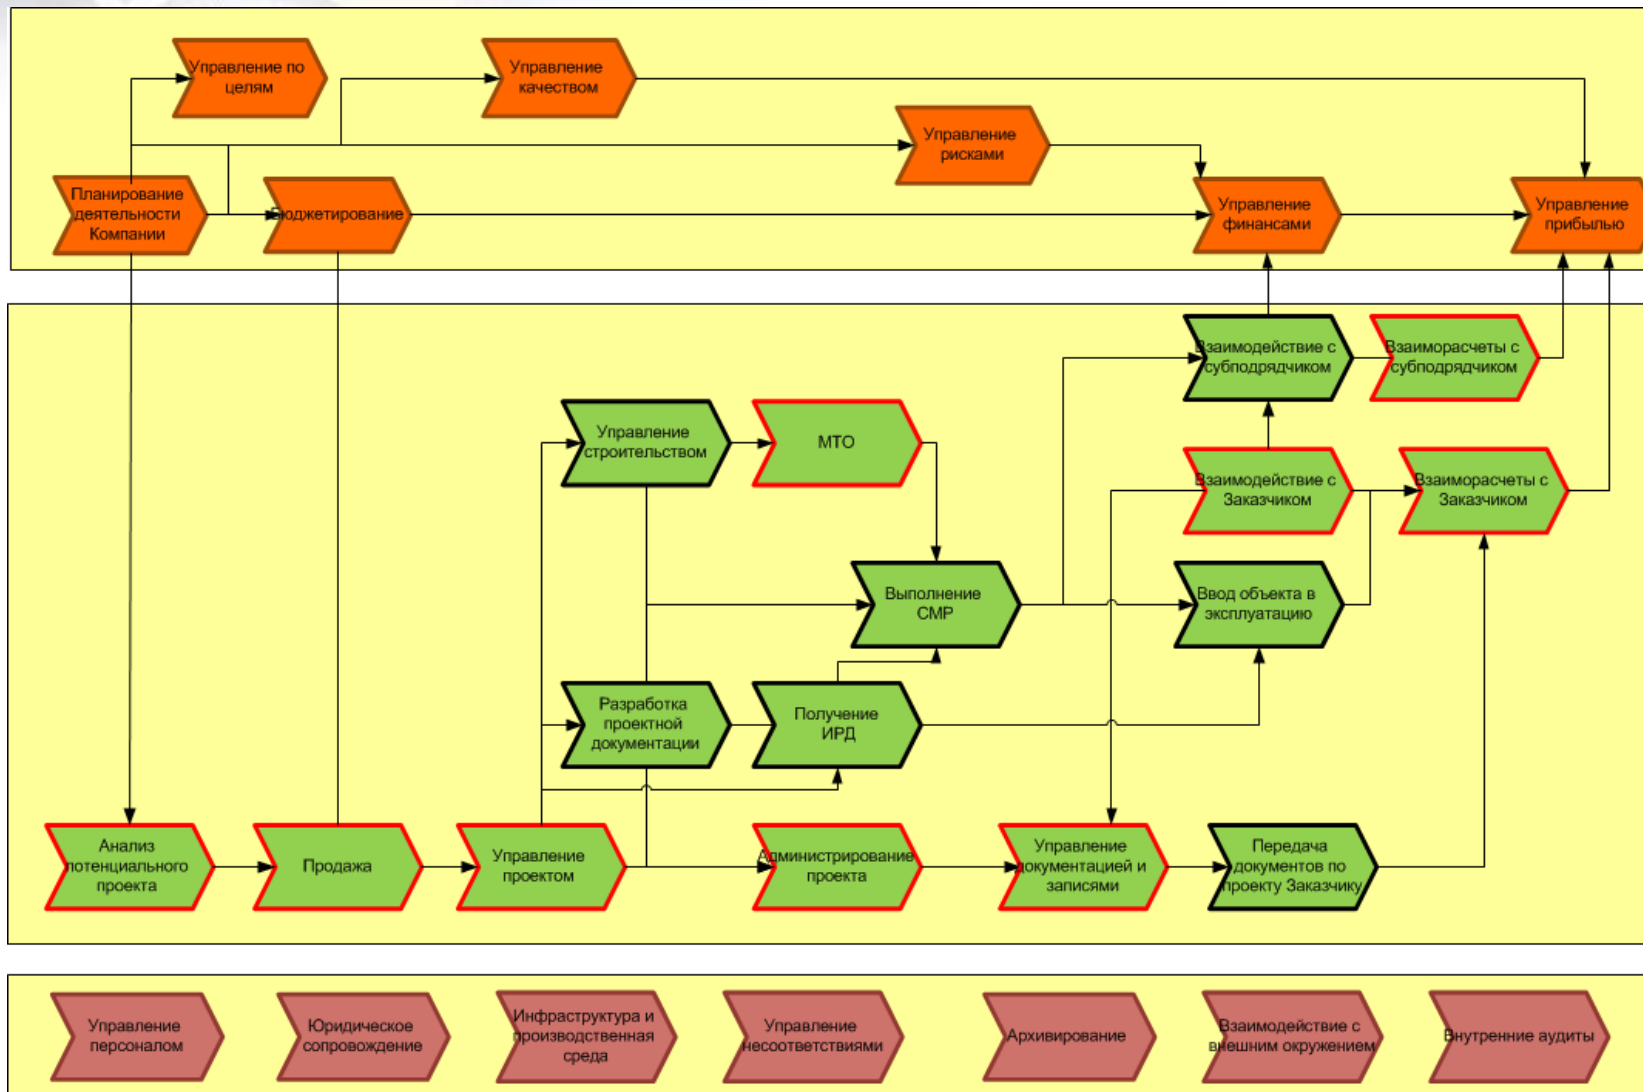 Управление по
целям
Управление
качеством
Управление
рисками
Планирование
деятельности
Компании
Бюджетирование
Управление
финансами
Управление
прибылью
Взаимодействие с
субподрядчиком
Взаиморасчеты с
субподрядчиком
Управление
строительством
МТО
Взаимодействие с
Заказчиком
Взаиморасчеты с
Заказчиком
Выполнение
СМР
Ввод объекта в
эксплуатацию
Разработка
проектной
документации
Получение
ИРД
Анализ
потенциального
проекта
Продажа
Управление
проектом
Администрирование
проекта
Управление
документацией и
записями
Передача
документов по
проекту Заказчику
Управление
персоналом
Юридическое
сопровождение
Инфраструктура и
производственная
среда
Управление
несоответствиями
Архивирование
Взаимодействие с
внешним окружением
Внутренние аудиты